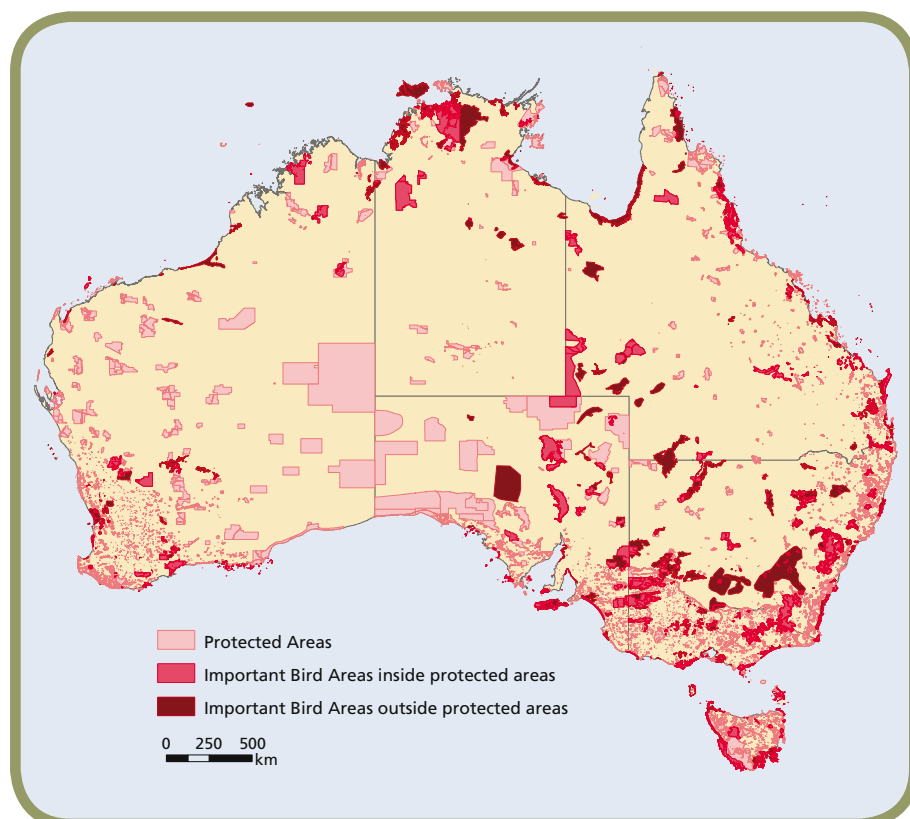 Protected Areas
Important Bird Areas inside protected areas
Important Bird Areas outside protected areas
0 250 500
km